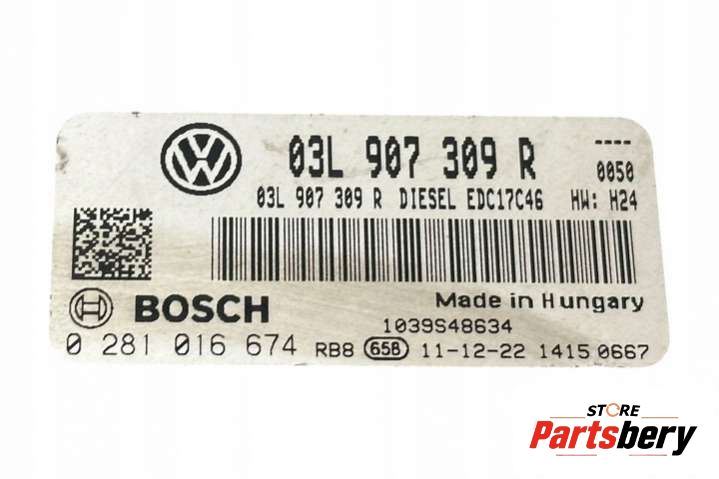 03L 907 309 R ----
0050
03L 907 309 R DIESEL EDC17C46 HW: H24
BOSCH Made in Hungary
1039S48634
0 281 016 674 RB8 65B 11-12-22 1415 0667
STORE
Partsbery